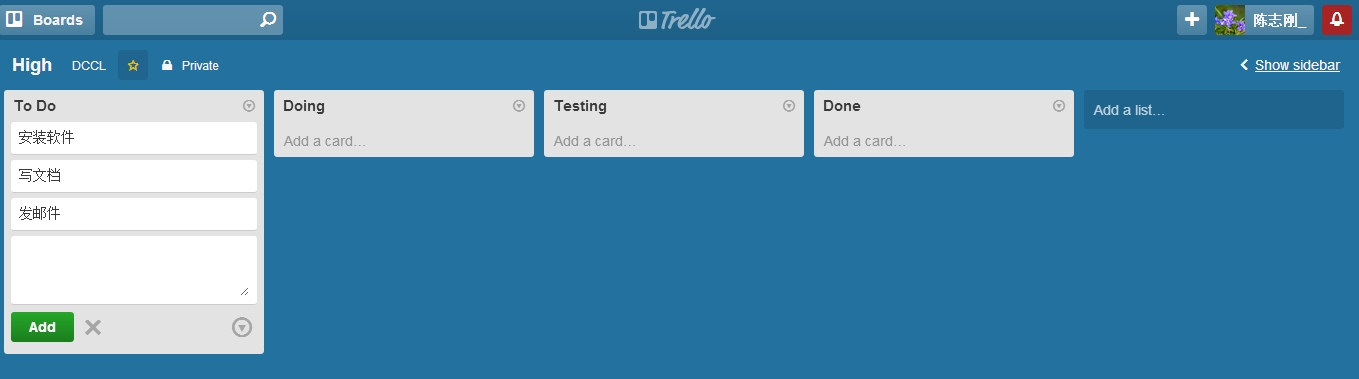 Boards
Trello
陈志刚_
High DCCL Private
Show sidebar
To Do
安装软件
写文档
发邮件
Add
Doing
Add a card…
Testing
Add a card…
Done
Add a card…
Add a list…